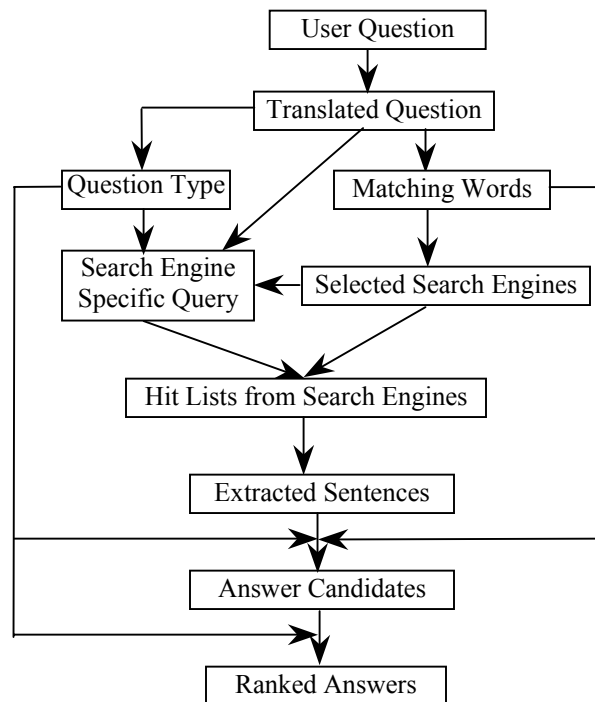 User Question
Translated Question
Question Type
Matching Words
Search Engine
Specific Query
Selected Search Engines
Hit Lists from Search Engines
Extracted Sentences
Answer Candidates
Ranked Answers